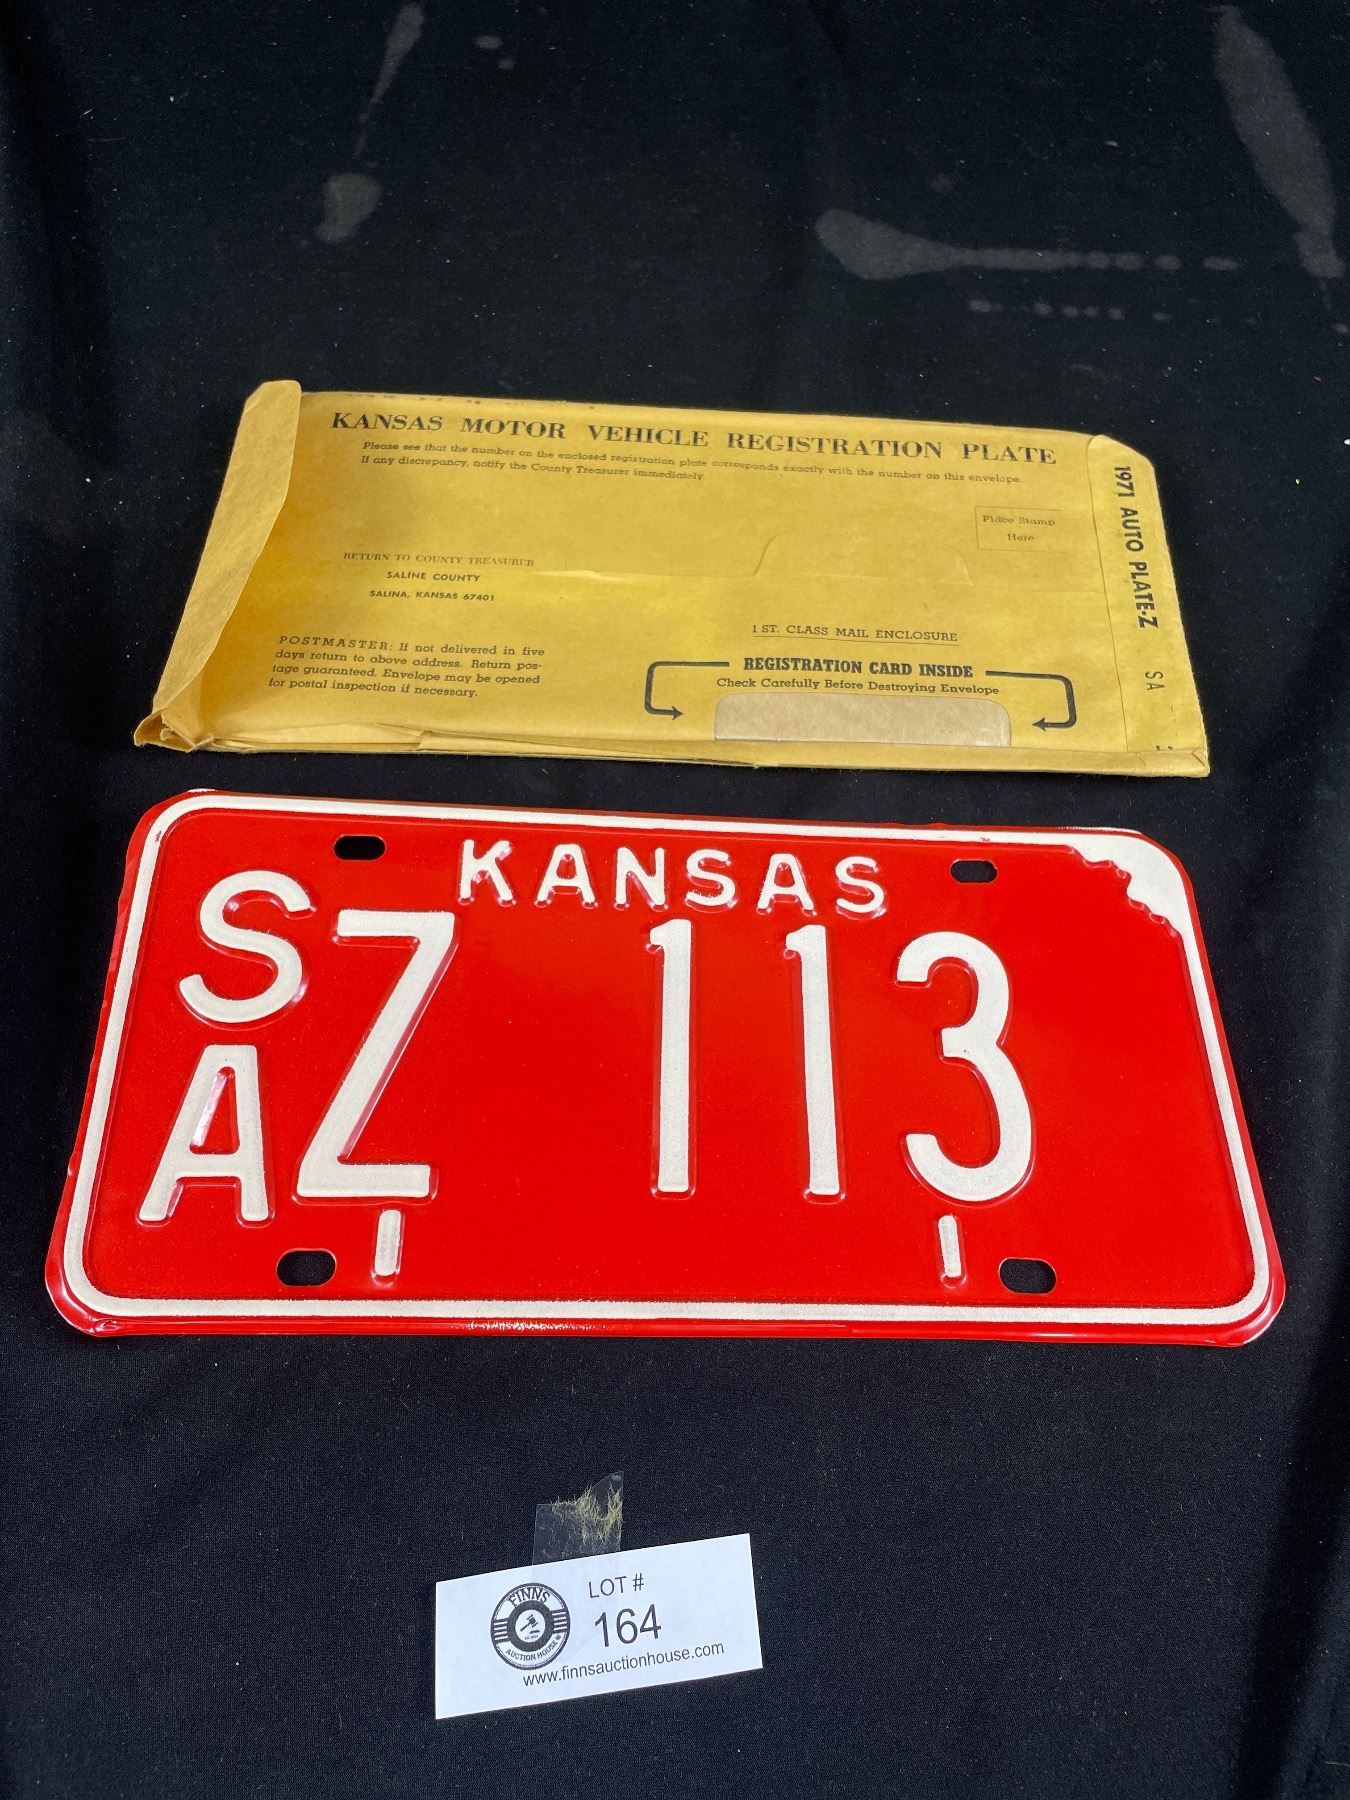 KANSAS MOTOR VEHICLE REGISTRATION PLATE
Please see that the number on the enclosed registration plate corresponds exactly with the number on this envelope.
If any discrepancy, notify the County Treasurer immediately.
Place Stamp
Here
RETURN TO COUNTY TREASURER
SALINE COUNTY
SALINA, KANSAS 67401
POSTMASTER: If not delivered in five
days return to above address. Return pos-
tage guaranteed. Envelope may be opened
for postal inspection if necessary.
1 ST. CLASS MAIL ENCLOSURE
REGISTRATION CARD INSIDE
Check Carefully Before Destroying Envelope
1971 AUTO PLATE-Z SA
KANSAS
SA Z 113
LOT #
164
FINNS
AUCTION HOUSE
www.finnsauctionhouse.com